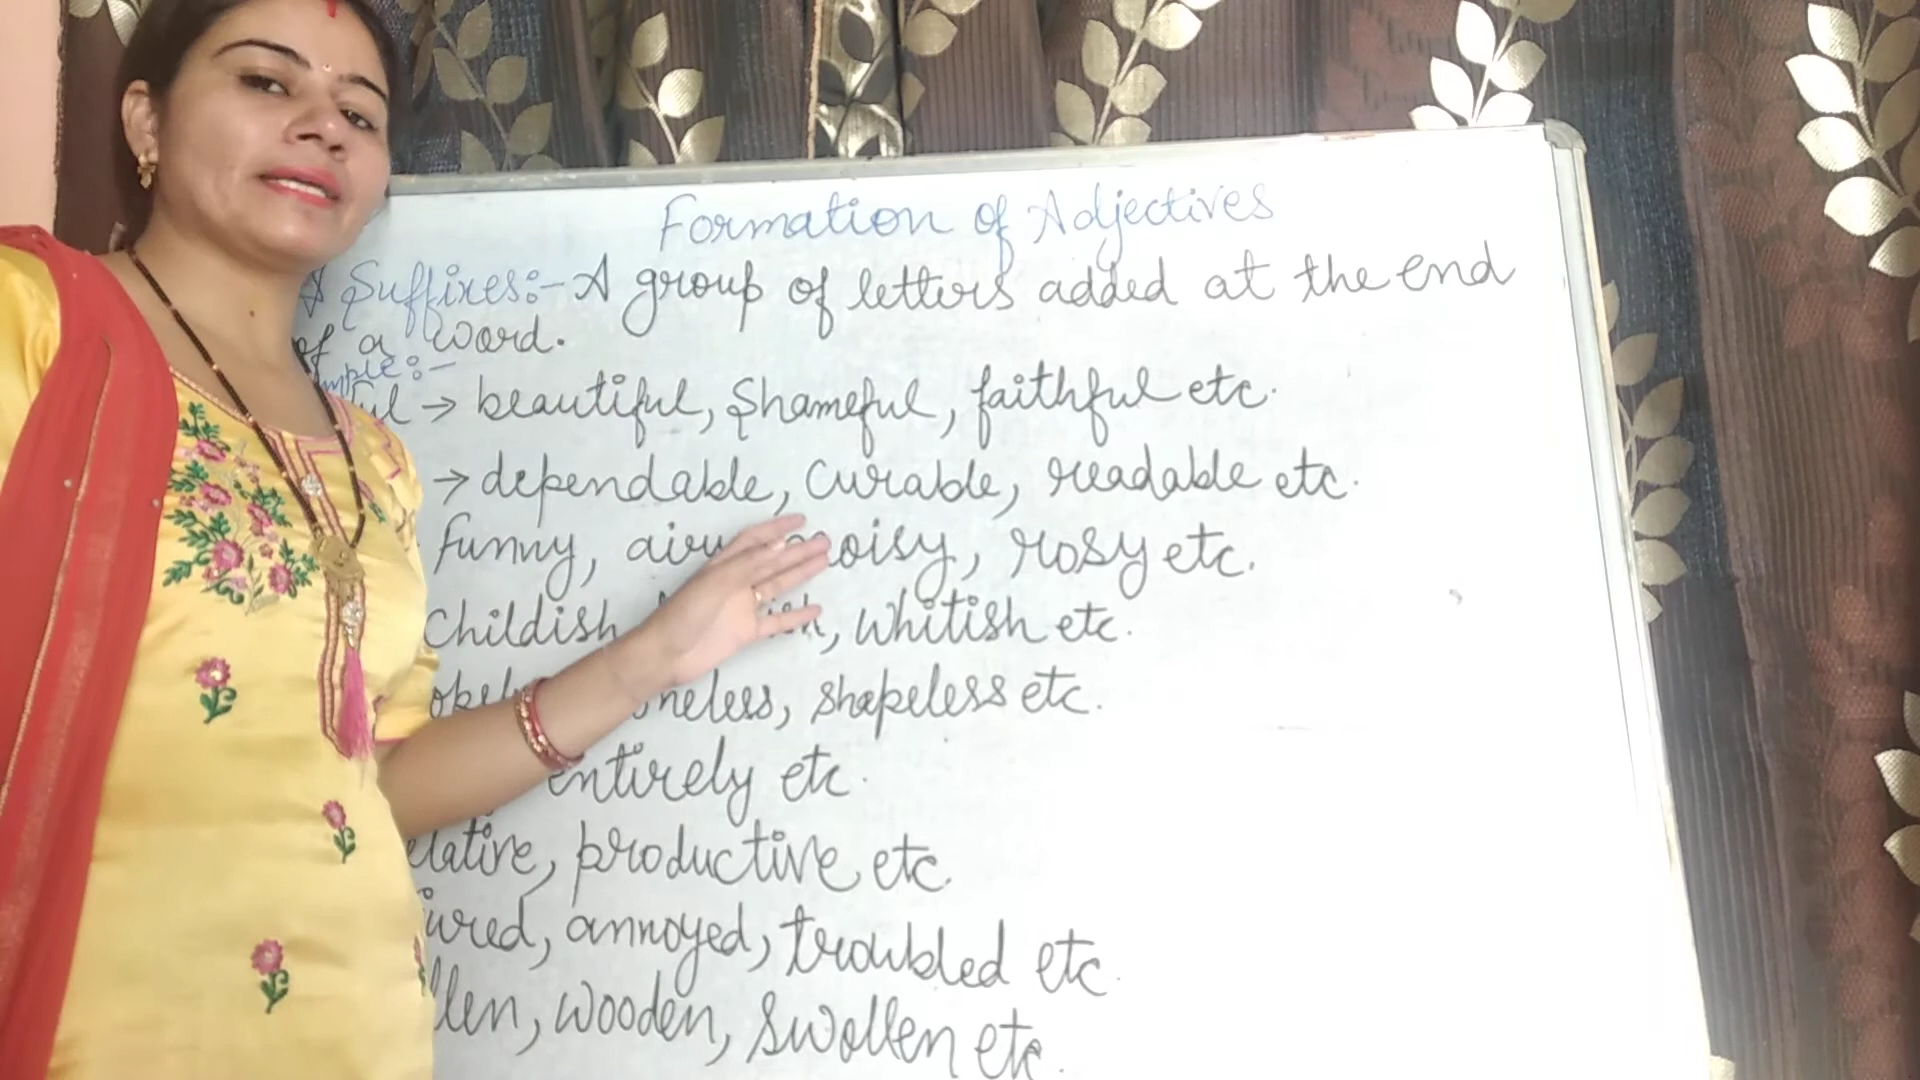 Formation of Adjectives
Suffixes:- A group of letters added at the end
of a word.
→ beautiful, Shameful, faithful etc.
→ dependable, Curable, readable etc.
funny, noisy, rosy etc.
Childish, Whitish etc.
shapeless etc.
entirely etc.
productive etc.
annoyed, troubled etc.
wooden, Swollen etc.